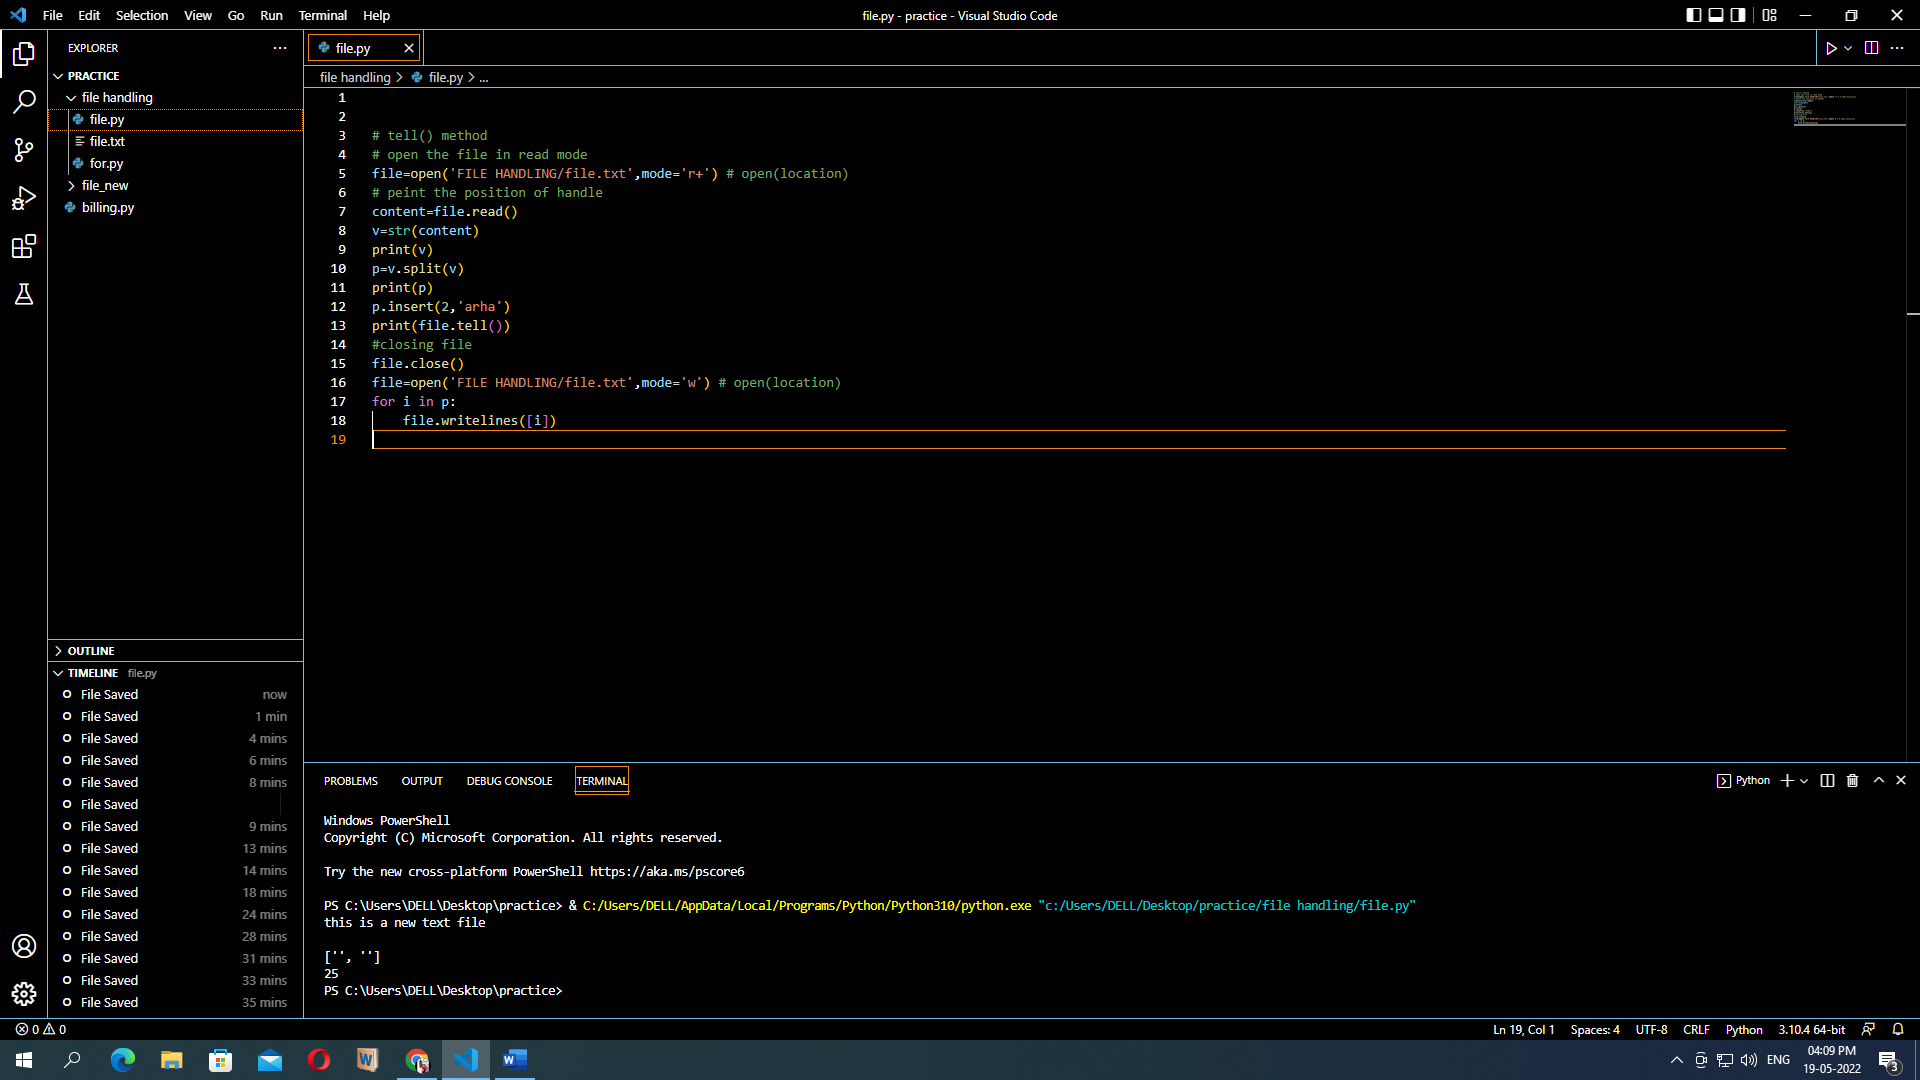 File Edit Selection View Go Run Terminal Help
file.py - practice - Visual Studio Code
EXPLORER
PRACTICE
file handling
file.py
file.txt
for.py
file_new
billing.py
OUTLINE
TIMELINE file.py
File Saved now
File Saved 1 min
File Saved 4 mins
File Saved 6 mins
File Saved 8 mins
File Saved
File Saved 9 mins
File Saved 13 mins
File Saved 14 mins
File Saved 18 mins
File Saved 24 mins
File Saved 28 mins
File Saved 31 mins
File Saved 33 mins
File Saved 35 mins
file.py
file handling > file.py > ...
1
2
3 # tell() method
4 # open the file in read mode
5 file=open('FILE HANDLING/file.txt',mode='r+') # open(location)
6 # peint the position of handle
7 content=file.read()
8 v=str(content)
9 print(v)
10 p=v.split(v)
11 print(p)
12 p.insert(2,'arha')
13 print(file.tell())
14 #closing file
15 file.close()
16 file=open('FILE HANDLING/file.txt',mode='w') # open(location)
17 for i in p:
18     file.writelines([i])
19
PROBLEMS OUTPUT DEBUG CONSOLE TERMINAL
Python
Windows PowerShell
Copyright (C) Microsoft Corporation. All rights reserved.
Try the new cross-platform PowerShell https://aka.ms/pscore6
PS C:\Users\DELL\Desktop\practice> & C:/Users/DELL/AppData/Local/Programs/Python/Python310/python.exe "c:/Users/DELL/Desktop/practice/file handling/file.py"
this is a new text file
['', '']
25
PS C:\Users\DELL\Desktop\practice>
0 0
Ln 19, Col 1 Spaces: 4 UTF-8 CRLF Python 3.10.4 64-bit
W W
ENG
04:09 PM
19-05-2022
3